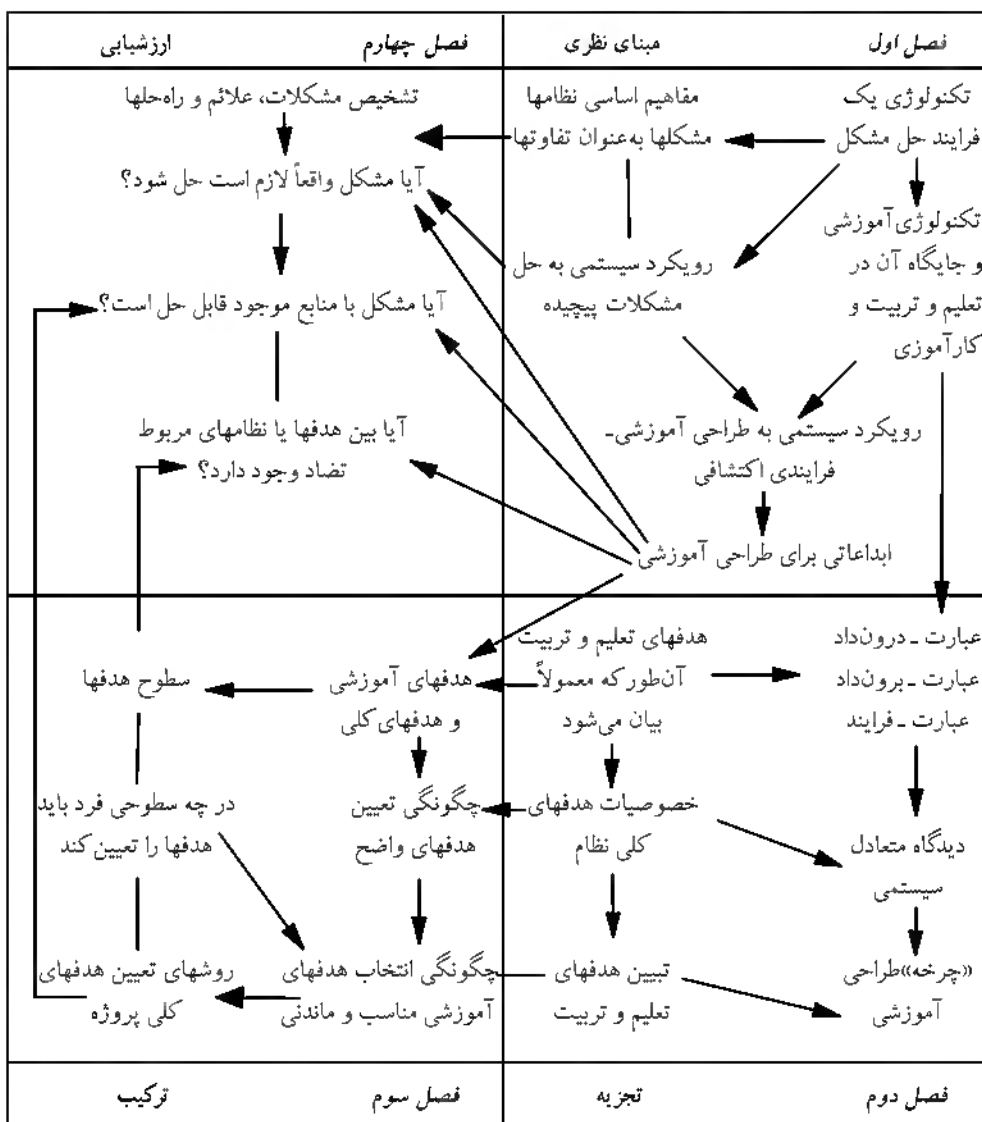 فصل اول
مبنای نظری
تکنولوژی یک
فرایند حل مشکل
تکنولوژی آموزشی
و جایگاه آن در
تعلیم و تربیت و
کارآموزی
مفاهیم اساسی نظامها
مشکلها به‌عنوان تفاوتها
رویکرد سیستمی به حل
مشکلات پیچیده
رویکرد سیستمی به طراحی آموزشی‌ـ
فرایندی اکتشافی
ابداعاتی برای طراحی آموزشی
فصل چهارم
ارزشیابی
تشخیص مشکلات، علائم و راه‌حلها
آیا مشکل واقعاً لازم است حل شود؟
آیا مشکل با منابع موجود قابل حل است؟
آیا بین هدفها یا نظامهای مربوط
تضاد وجود دارد؟
عبارت ـ درون‌داد
عبارت ـ برون‌داد
عبارت ـ فرایند
دیدگاه متعادل
سیستمی
«چرخه» طراحی
آموزشی
هدفهای تعلیم و تربیت
آن‌طور که معمولاً
بیان می‌شود
خصوصیات هدفهای
کلی نظام
تبیین هدفهای
تعلیم و تربیت
فصل دوم
تجزیه
هدفهای آموزشی
و هدفهای کلی
چگونگی تعیین
هدفهای واضح
چگونگی انتخاب هدفهای
آموزشی مناسب و ماندنی
سطوح هدفها
در چه سطوحی فرد باید
هدفها را تعیین کند
روشهای تعیین هدفهای
کلی پروژه
فصل سوم
ترکیب